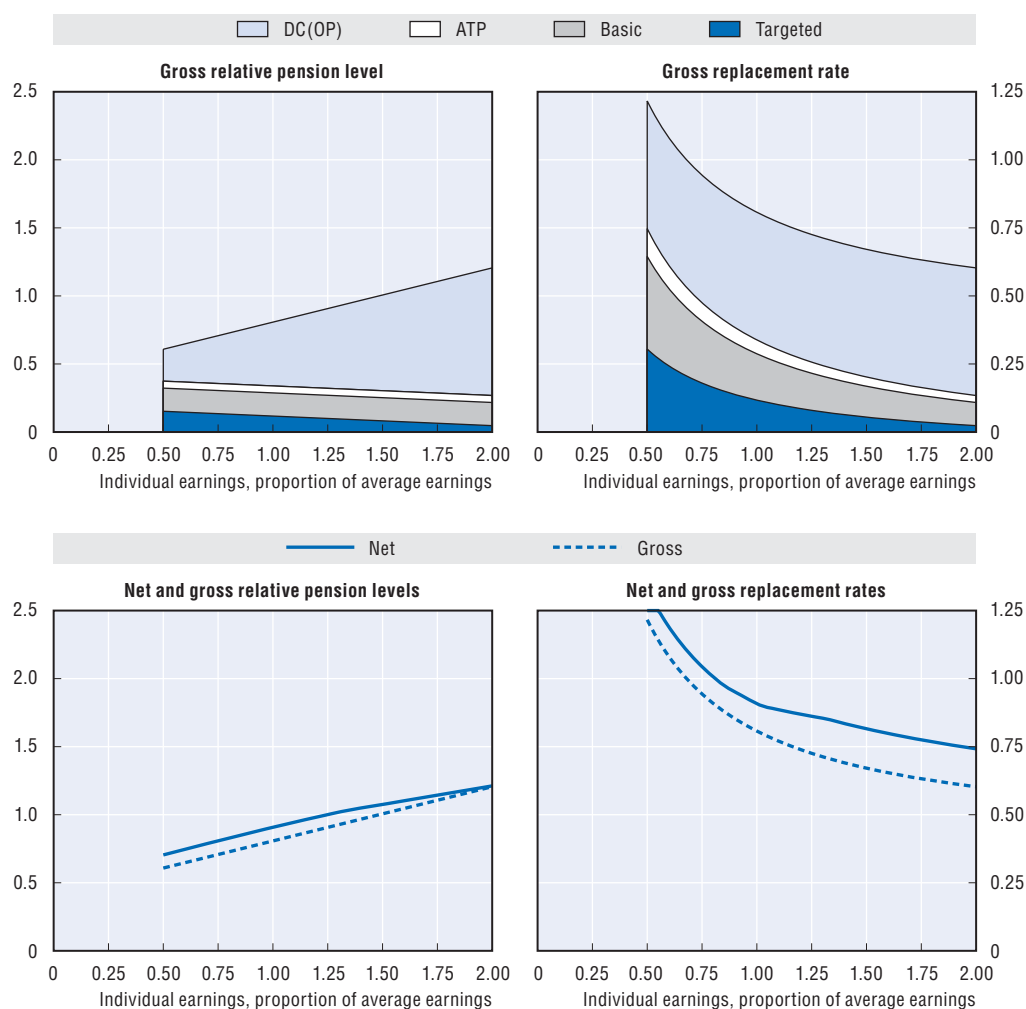 DC(OP) ATP Basic Targeted
Gross relative pension level
2.5
2.0
1.5
1.0
0.5
0
0 0.25 0.50 0.75 1.00 1.25 1.50 1.75 2.00
Individual earnings, proportion of average earnings
Gross replacement rate
1.25
1.00
0.75
0.50
0.25
0
0 0.25 0.50 0.75 1.00 1.25 1.50 1.75 2.00
Individual earnings, proportion of average earnings
Net Gross
Net and gross relative pension levels
2.5
2.0
1.5
1.0
0.5
0
0 0.25 0.50 0.75 1.00 1.25 1.50 1.75 2.00
Individual earnings, proportion of average earnings
Net and gross replacement rates
1.25
1.00
0.75
0.50
0.25
0
0 0.25 0.50 0.75 1.00 1.25 1.50 1.75 2.00
Individual earnings, proportion of average earnings